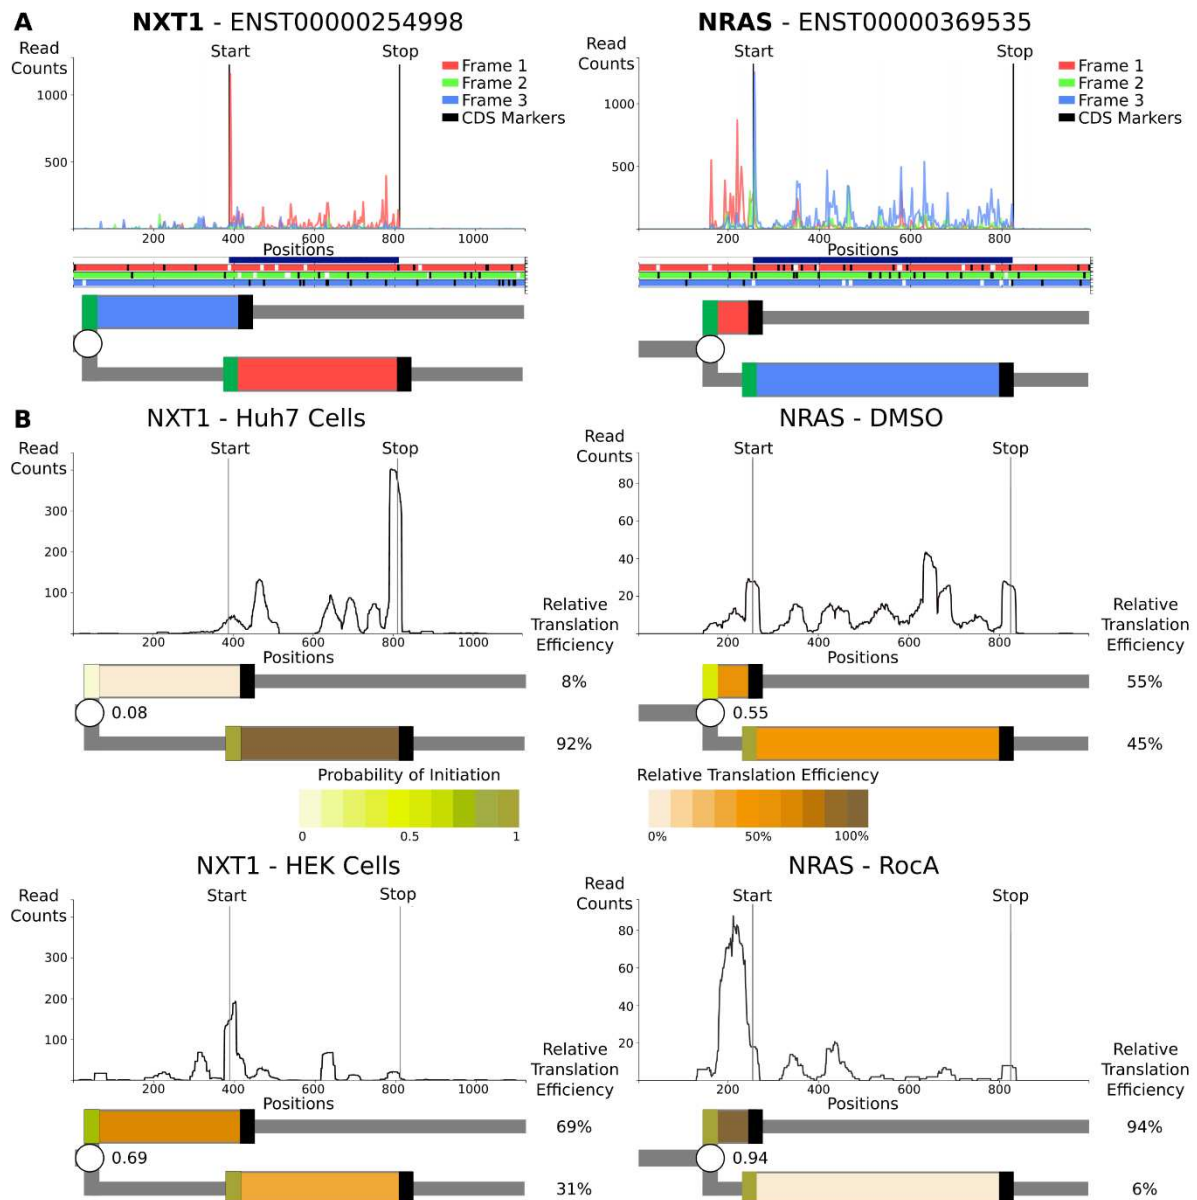 A
NXT1 - ENST00000254998
Read Counts
Start
Stop
Frame 1
Frame 2
Frame 3
CDS Markers
1000
500
200
400
600
800
1000
Positions
NRAS - ENST00000369535
Read Counts
Start
Stop
Frame 1
Frame 2
Frame 3
CDS Markers
1000
500
200
400
600
800
Positions
B
NXT1 - Huh7 Cells
Read Counts
Start
Stop
300
200
100
200
400
600
800
1000
Positions
Relative Translation Efficiency
8%
0.08
92%
NRAS - DMSO
Read Counts
Start
Stop
80
60
40
20
200
400
600
800
Positions
Relative Translation Efficiency
55%
0.55
45%
Probability of Initiation
0
0.5
1
Relative Translation Efficiency
0%
50%
100%
NXT1 - HEK Cells
Read Counts
Start
Stop
300
200
100
200
400
600
800
1000
Positions
Relative Translation Efficiency
69%
0.69
31%
NRAS - RocA
Read Counts
Start
Stop
80
60
40
20
200
400
600
800
Positions
Relative Translation Efficiency
94%
0.94
6%